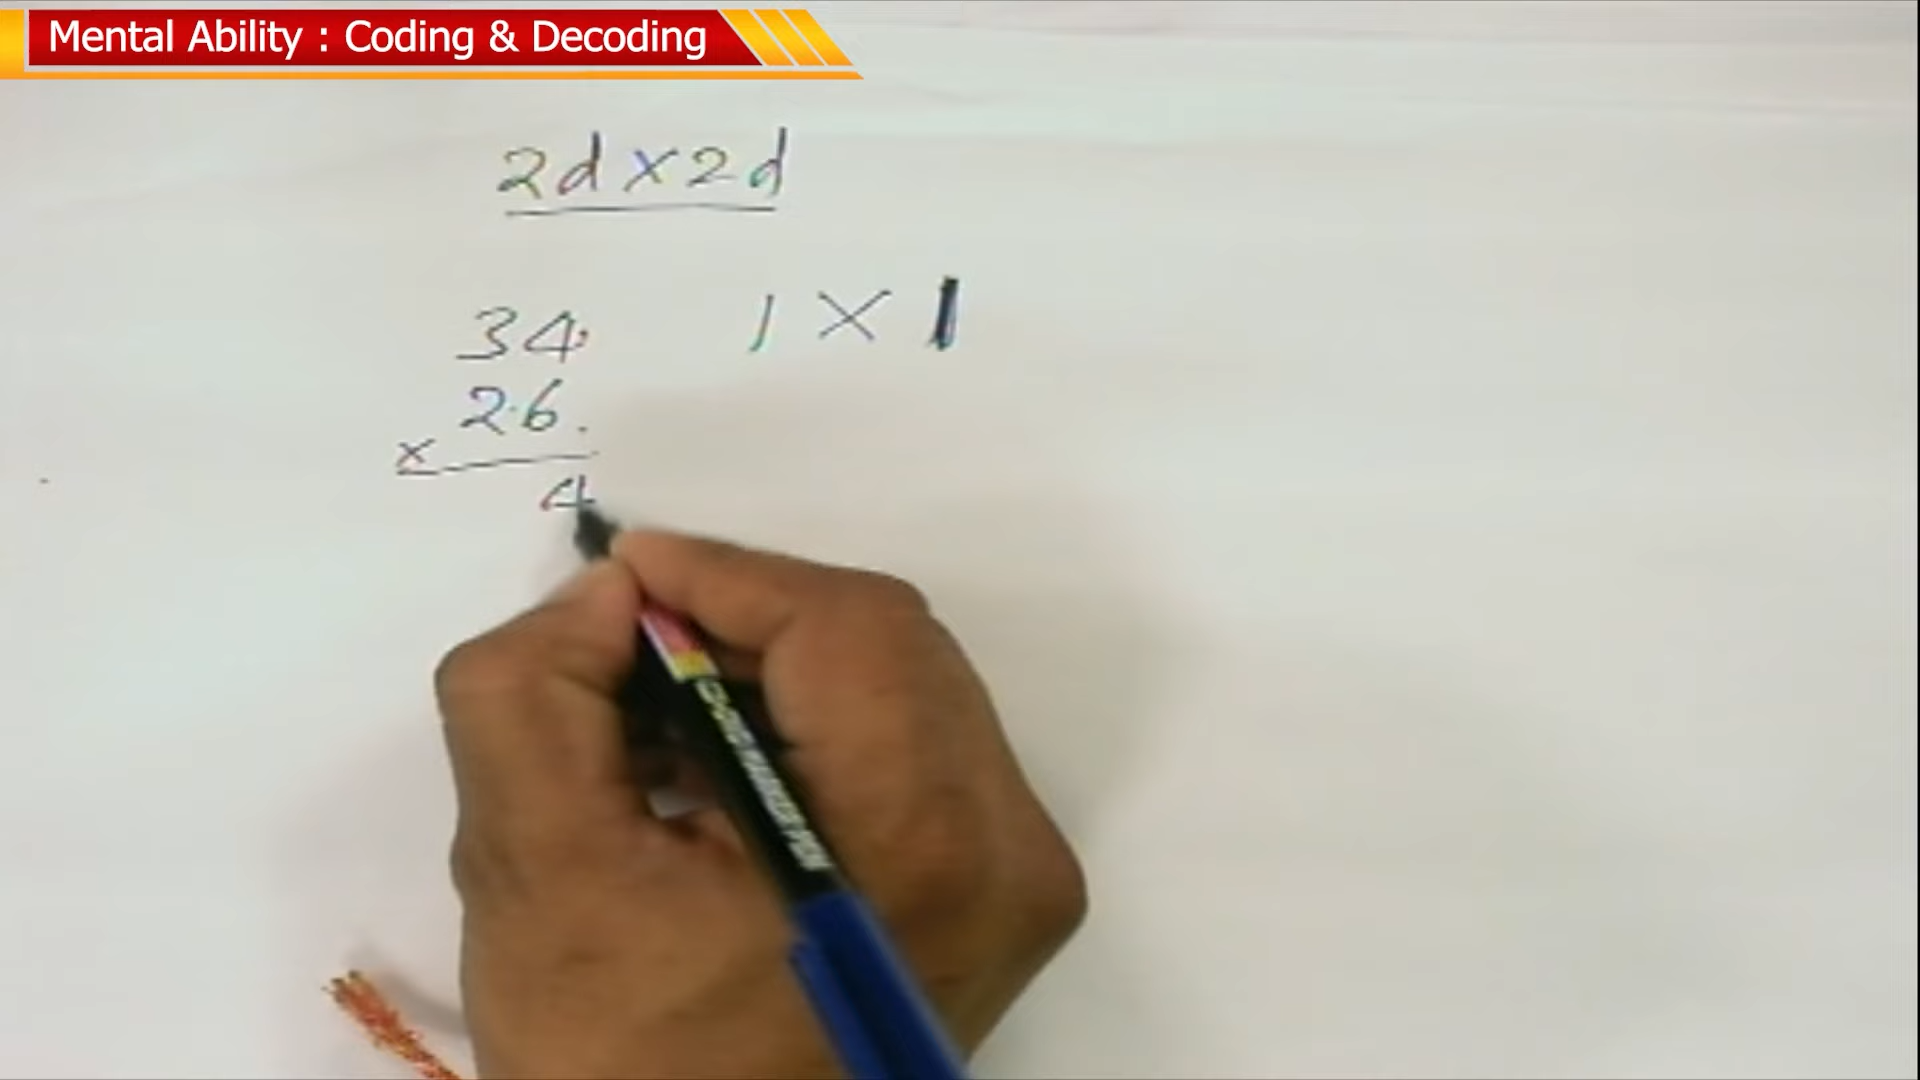 Mental Ability : Coding & Decoding
2d x 2d
34
26
x
4
1 X 1